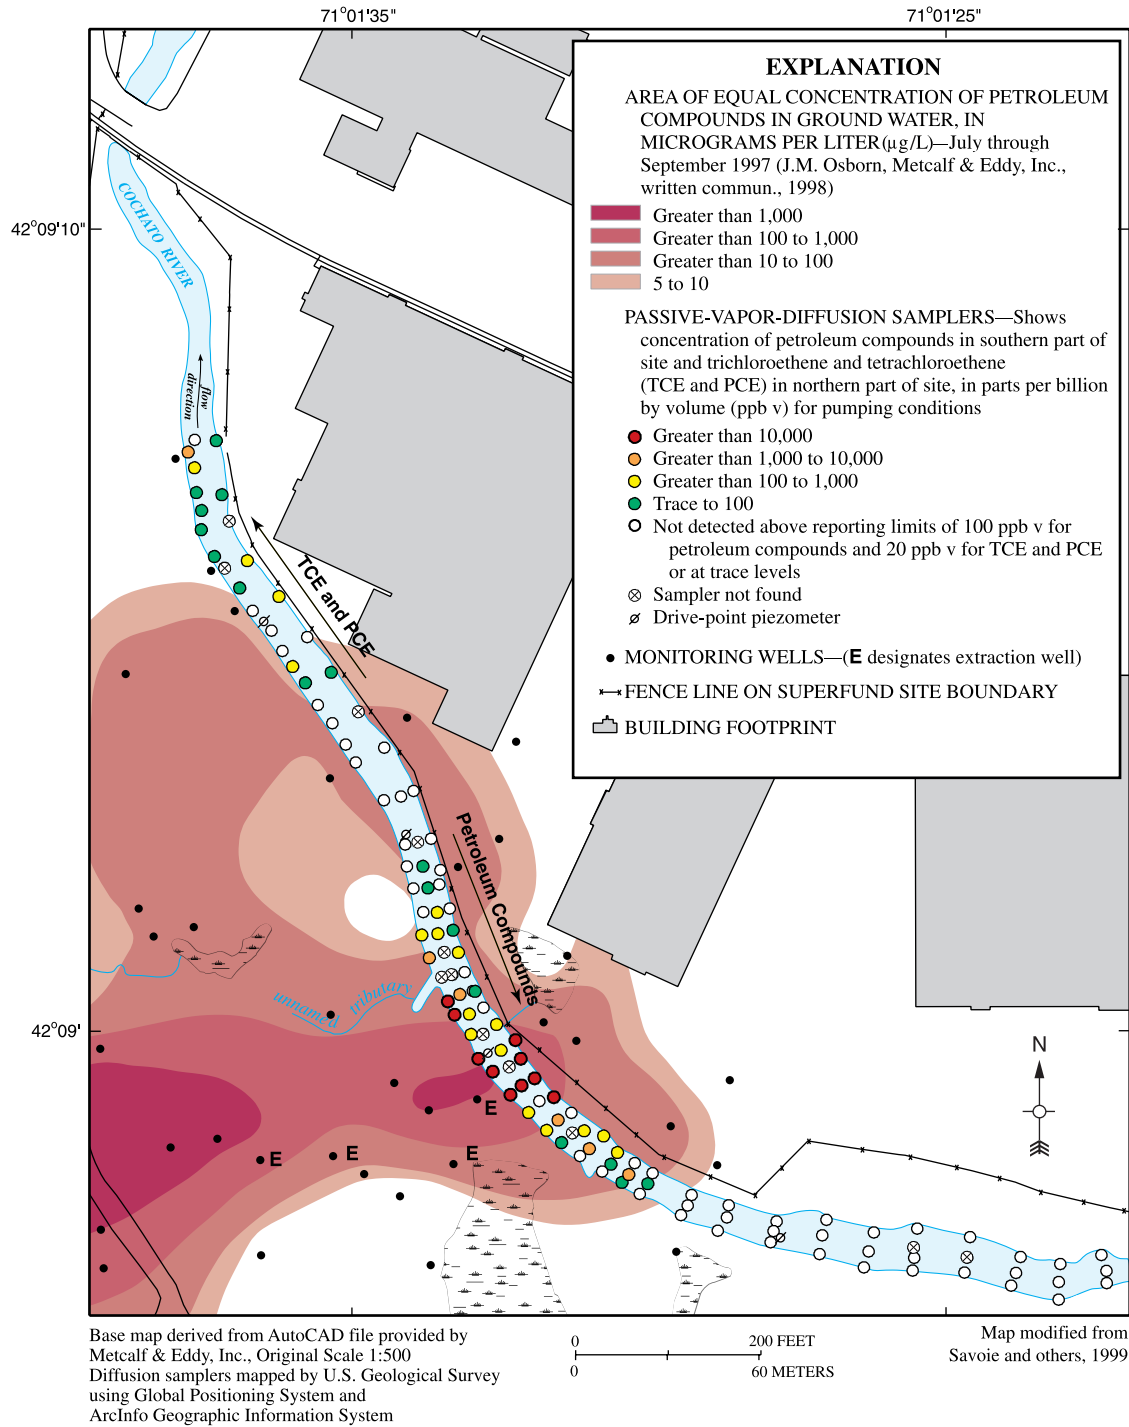 71°01'35"
71°01'25"
EXPLANATION
AREA OF EQUAL CONCENTRATION OF PETROLEUM
COMPOUNDS IN GROUND WATER, IN
MICROGRAMS PER LITER (µg/L)—July through
September 1997 (J.M. Osborn, Metcalf & Eddy, Inc.,
written commun., 1998)
Greater than 1,000
Greater than 100 to 1,000
Greater than 10 to 100
5 to 10
PASSIVE-VAPOR-DIFFUSION SAMPLERS—Shows
concentration of petroleum compounds in southern part of
site and trichloroethene and tetrachloroethene
(TCE and PCE) in northern part of site, in parts per billion
by volume (ppb v) for pumping conditions
Greater than 10,000
Greater than 1,000 to 10,000
Greater than 100 to 1,000
Trace to 100
Not detected above reporting limits of 100 ppb v for
petroleum compounds and 20 ppb v for TCE and PCE
or at trace levels
Sampler not found
Drive-point piezometer
MONITORING WELLS—(E designates extraction well)
FENCE LINE ON SUPERFUND SITE BOUNDARY
BUILDING FOOTPRINT
42°09'10"
COCHATO RIVER
flow
direction
TCE and PCE
Petroleum Compounds
unnamed tributary
42°09'
N
E
E
E
E
Base map derived from AutoCAD file provided by
Metcalf & Eddy, Inc., Original Scale 1:500
Diffusion samplers mapped by U.S. Geological Survey
using Global Positioning System and
ArcInfo Geographic Information System
0 200 FEET
0 60 METERS
Map modified from
Savoie and others, 1999